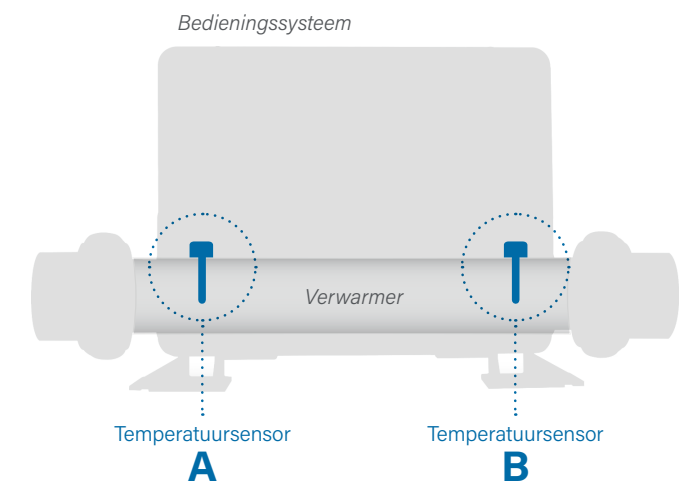 Bedieningssysteem
Verwarmer
Temperatuursensor
A
Temperatuursensor
B